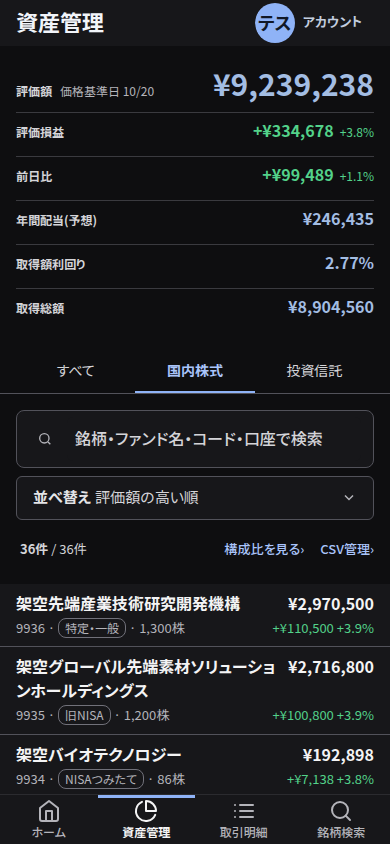 資産管理
テス アカウント
評価額 価格基準日 10/20 ¥9,239,238
評価損益 +¥334,678 +3.8%
前日比 +¥99,489 +1.1%
年間配当(予想) ¥246,435
取得額利回り 2.77%
取得総額 ¥8,904,560
すべて 国内株式 投資信託
銘柄・ファンド名・コード・口座で検索
並べ替え 評価額の高い順
36件 / 36件 構成比を見る› CSV管理›
架空先端産業技術研究開発機構 ¥2,970,500
9936 · 特定・一般 · 1,300株 +¥110,500 +3.9%
架空グローバル先端素材ソリューショ ¥2,716,800
ンホールディングス
9935 · 旧NISA · 1,200株 +¥100,800 +3.9%
架空バイオテクノロジー ¥192,898
9934 · NISAつみたて · 86株 +¥7,138 +3.8%
ホーム 資産管理 取引明細 銘柄検索